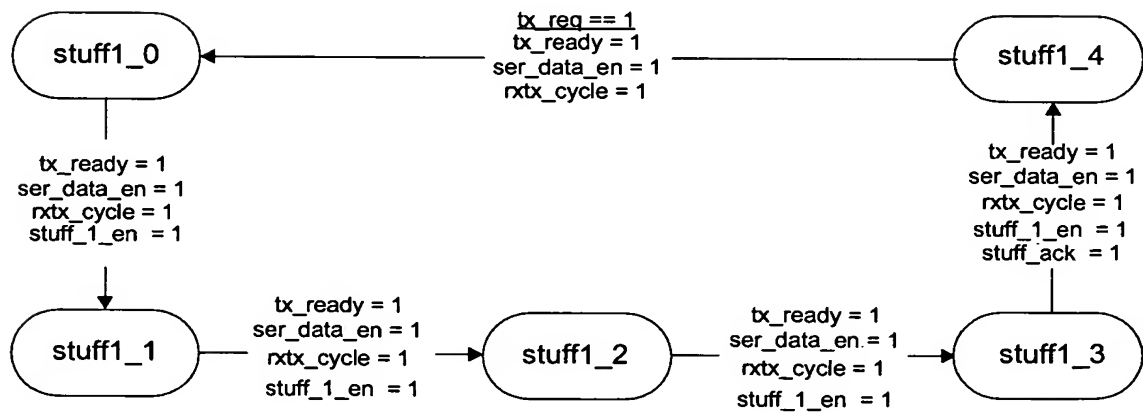 stuff1_0
tx_req == 1
tx_ready = 1
ser_data_en = 1
rxtx_cycle = 1
stuff1_4
tx_ready = 1
ser_data_en = 1
rxtx_cycle = 1
stuff_1_en = 1
tx_ready = 1
ser_data_en = 1
rxtx_cycle = 1
stuff_1_en = 1
stuff_ack = 1
stuff1_1
tx_ready = 1
ser_data_en = 1
rxtx_cycle = 1
stuff_1_en = 1
stuff1_2
tx_ready = 1
ser_data_en = 1
rxtx_cycle = 1
stuff_1_en = 1
stuff1_3